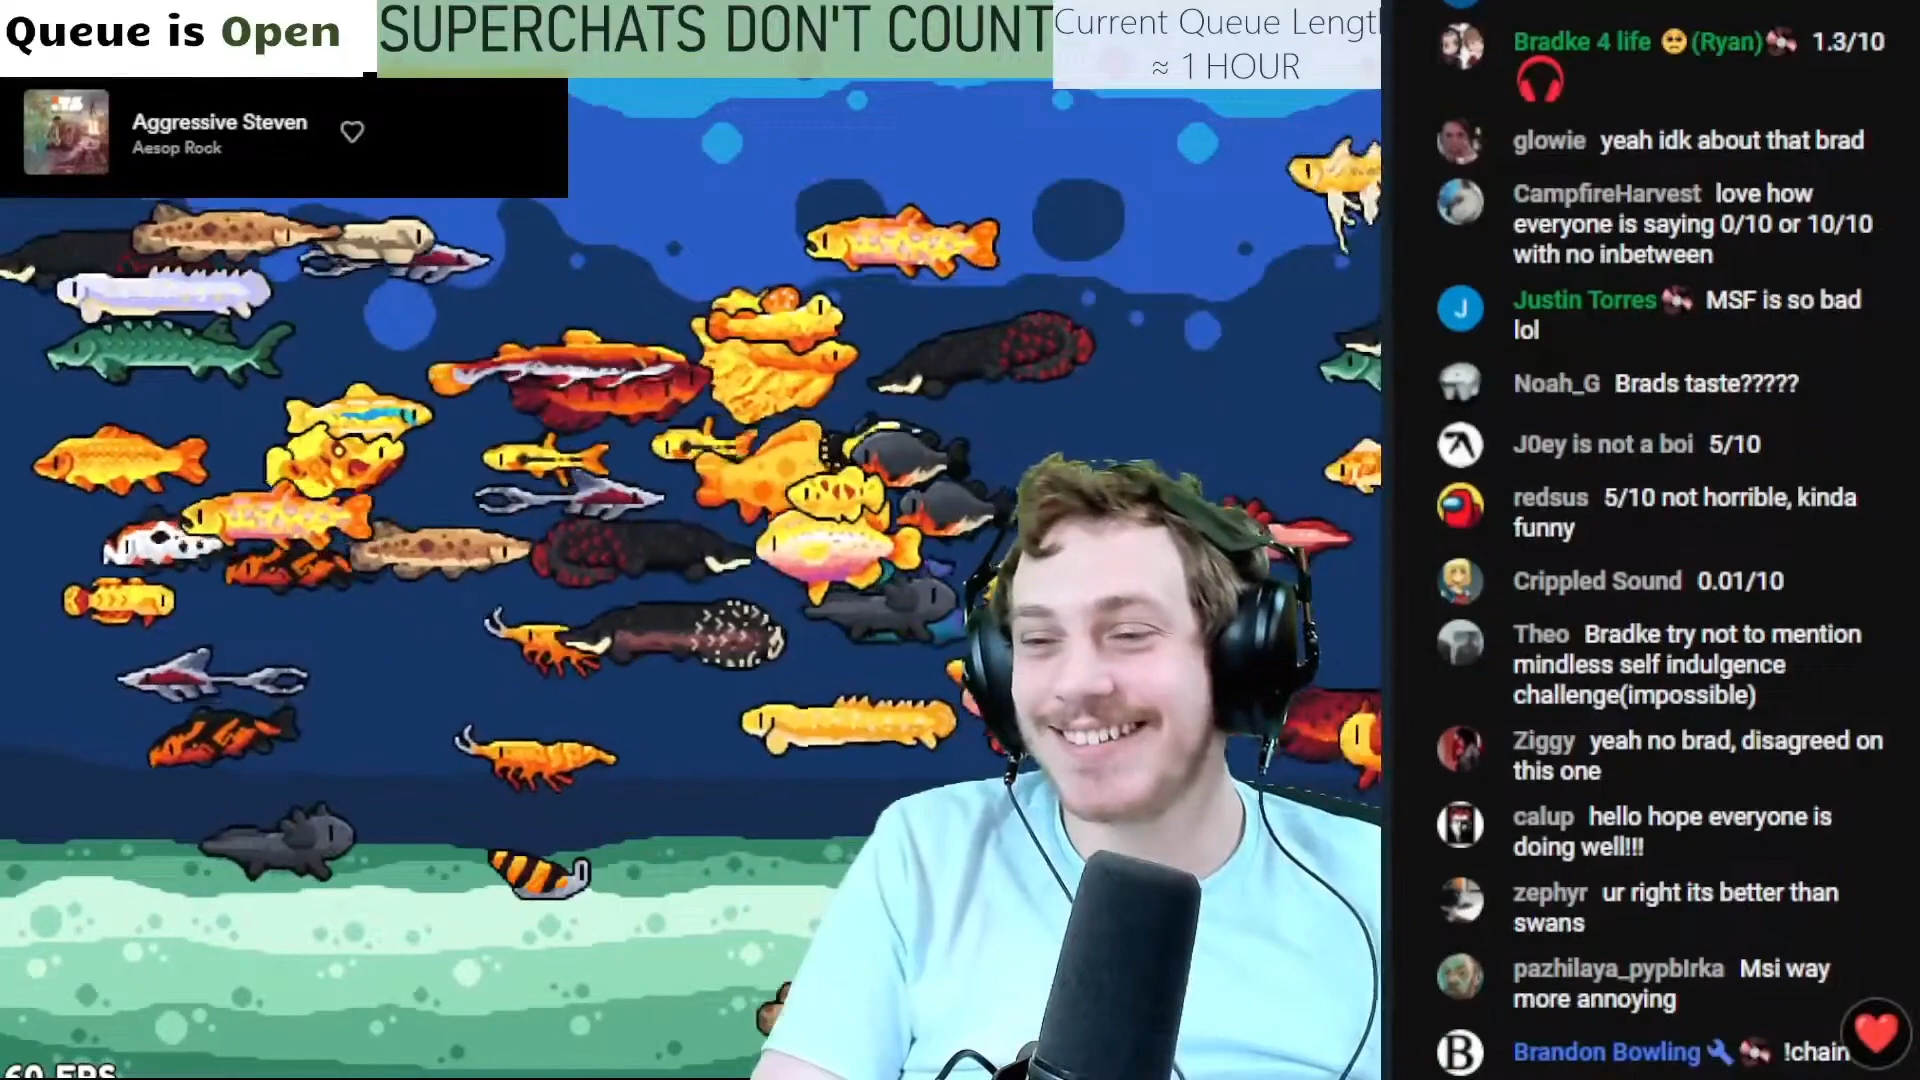 Queue is Open
SUPERCHATS DON'T COUNT
Current Queue Lengt
≈ 1 HOUR
Aggressive Steven
Aesop Rock
Bradke 4 life 🥺(Ryan) 1.3/10
glowie yeah idk about that brad
CampfireHarvest love how
everyone is saying 0/10 or 10/10
with no inbetween
J
Justin Torres MSF is so bad
lol
Noah_G Brads taste?????
J0ey is not a boi 5/10
redsus 5/10 not horrible, kinda
funny
Crippled Sound 0.01/10
Theo Bradke try not to mention
mindless self indulgence
challenge(impossible)
Ziggy yeah no brad, disagreed on
this one
calup hello hope everyone is
doing well!!!
zephyr ur right its better than
swans
pazhilaya_pypbIrka Msi way
more annoying
B
Brandon Bowling !chain
60 FPS